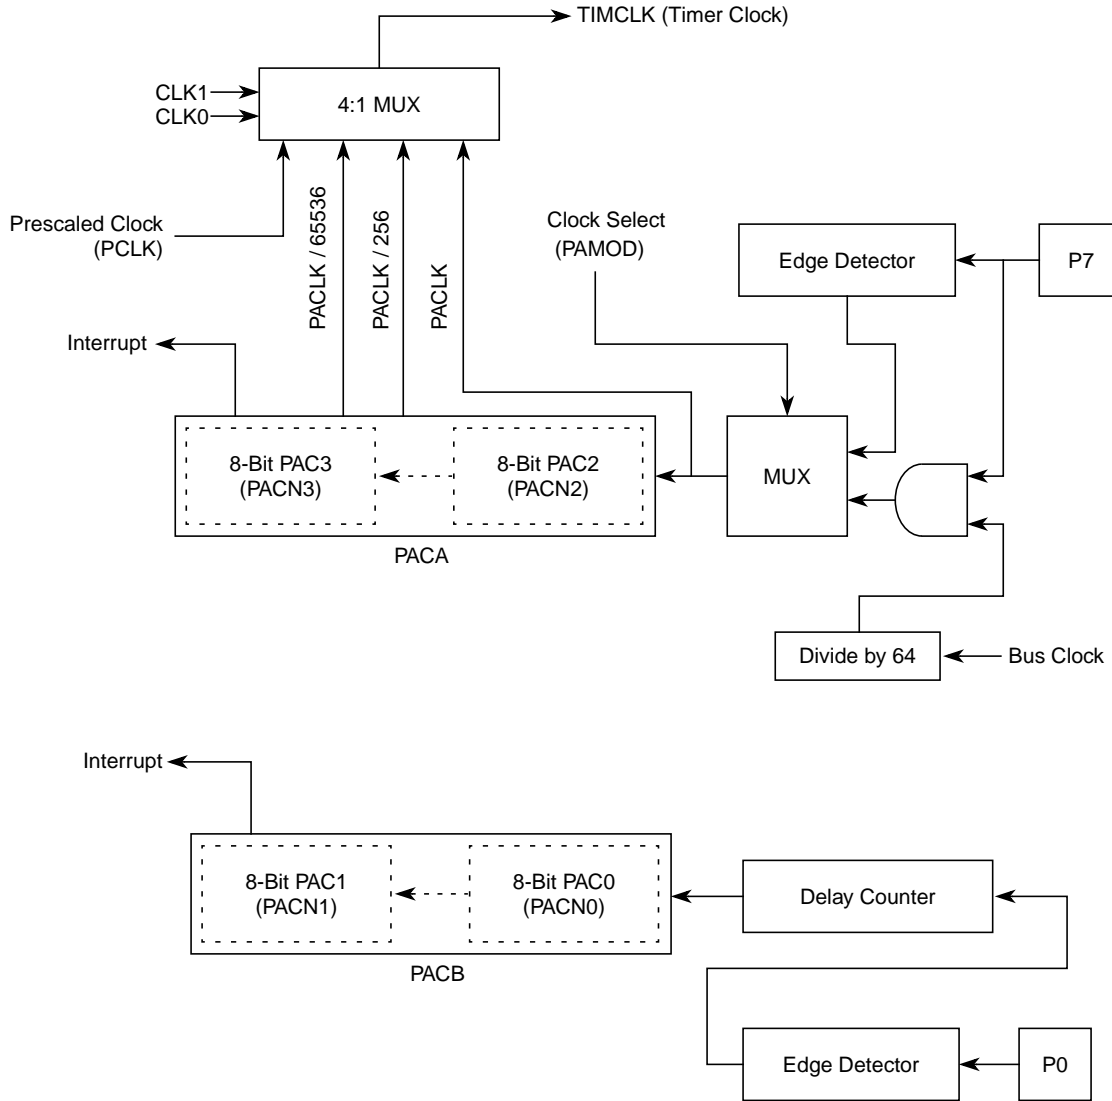 TIMCLK (Timer Clock)
CLK1
CLK0
4:1 MUX
Prescaled Clock
(PCLK)
PACLK / 65536
PACLK / 256
PACLK
Clock Select
(PAMOD)
Edge Detector
P7
Interrupt
8-Bit PAC3
(PACN3)
8-Bit PAC2
(PACN2)
MUX
PACA
Divide by 64
Bus Clock
Interrupt
8-Bit PAC1
(PACN1)
8-Bit PAC0
(PACN0)
Delay Counter
PACB
Edge Detector
P0